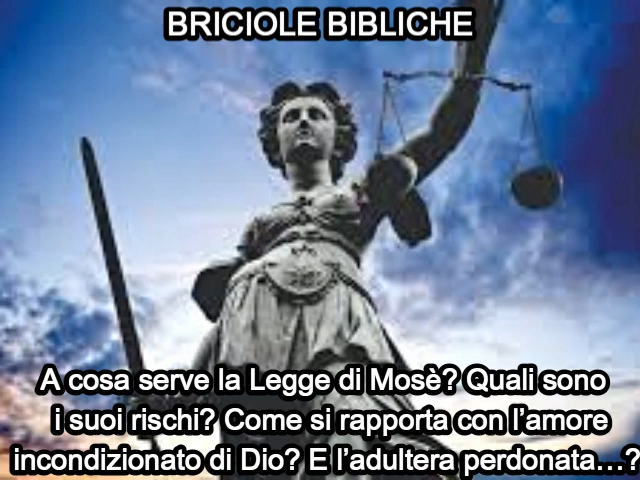 BRICIOLE BIBLICHE
A cosa serve la Legge di Mosè? Quali sono
i suoi rischi? Come si rapporta con l'amore
incondizionato di Dio? E l'adultera perdonata...?